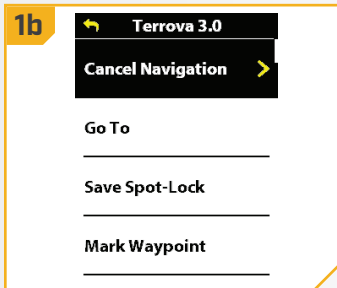 1b
Terrova 3.0
Cancel Navigation
Go To
Save Spot-Lock
Mark Waypoint